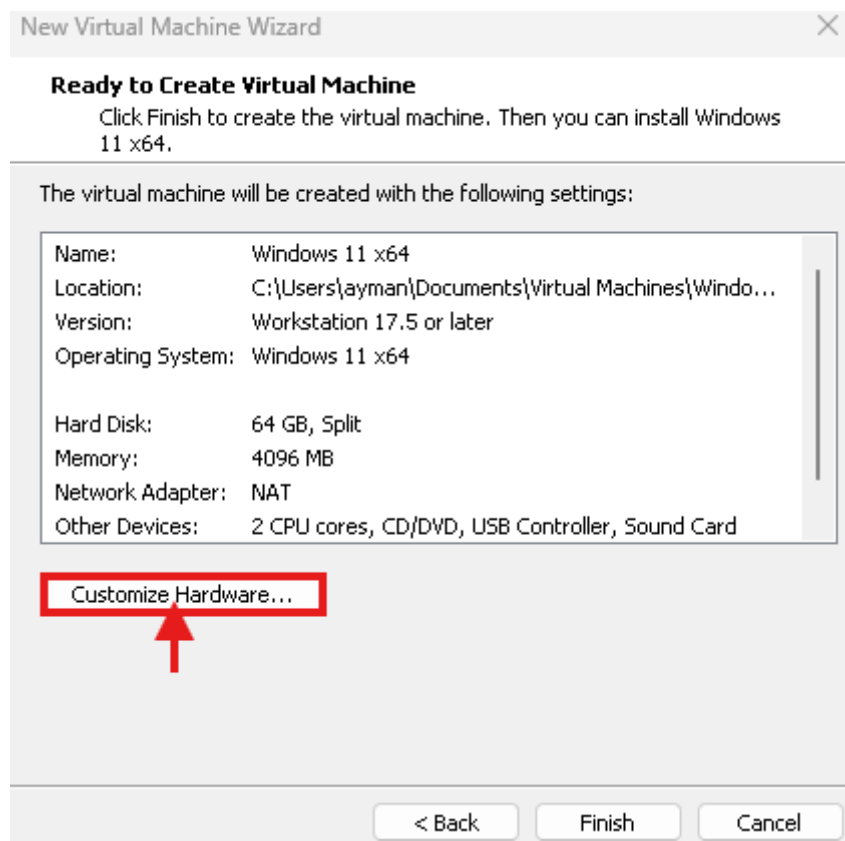 New Virtual Machine Wizard
Ready to Create Virtual Machine
Click Finish to create the virtual machine. Then you can install Windows
11 x64.
The virtual machine will be created with the following settings:
Name: Windows 11 x64
Location: C:\Users\ayman\Documents\Virtual Machines\Windo...
Version: Workstation 17.5 or later
Operating System: Windows 11 x64
Hard Disk: 64 GB, Split
Memory: 4096 MB
Network Adapter: NAT
Other Devices: 2 CPU cores, CD/DVD, USB Controller, Sound Card
Customize Hardware...
< Back Finish Cancel